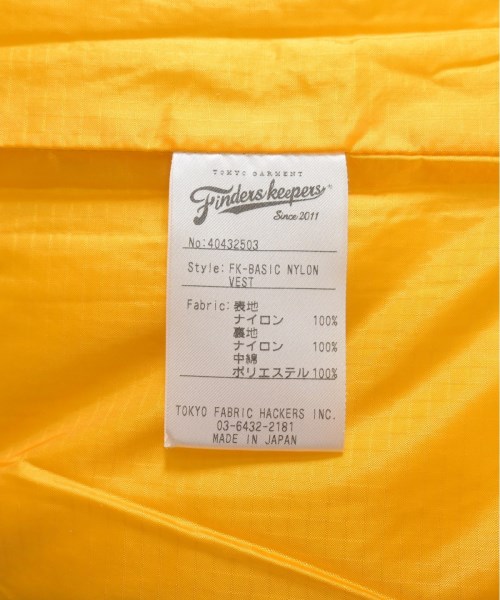 TOKYO GARMENT
Finders keepers®
Since 2011
No:40432503
Style: FK-BASIC NYLON
VEST
Fabric: 表地
ナイロン 100%
裏地
ナイロン 100%
中綿
ポリエステル 100%
TOKYO FABRIC HACKERS INC.
03-6432-2181
MADE IN JAPAN